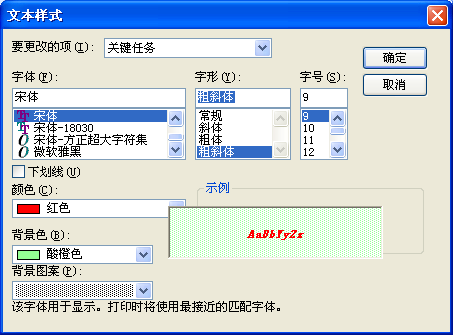 文本样式
要更改的项(I): 关键任务
确定
取消
字体(F): 字形(Y): 字号(S):
宋体 粗斜体 9
宋体 常规 9
宋体-18030 斜体 10
宋体-方正超大字符集 粗体 11
微软雅黑 粗斜体 12
下划线(U)
颜色(C): 示例
红色
AaBbYyZz
背景色(B):
酸橙色
背景图案(P):
该字体用于显示。打印时将使用最接近的匹配字体。